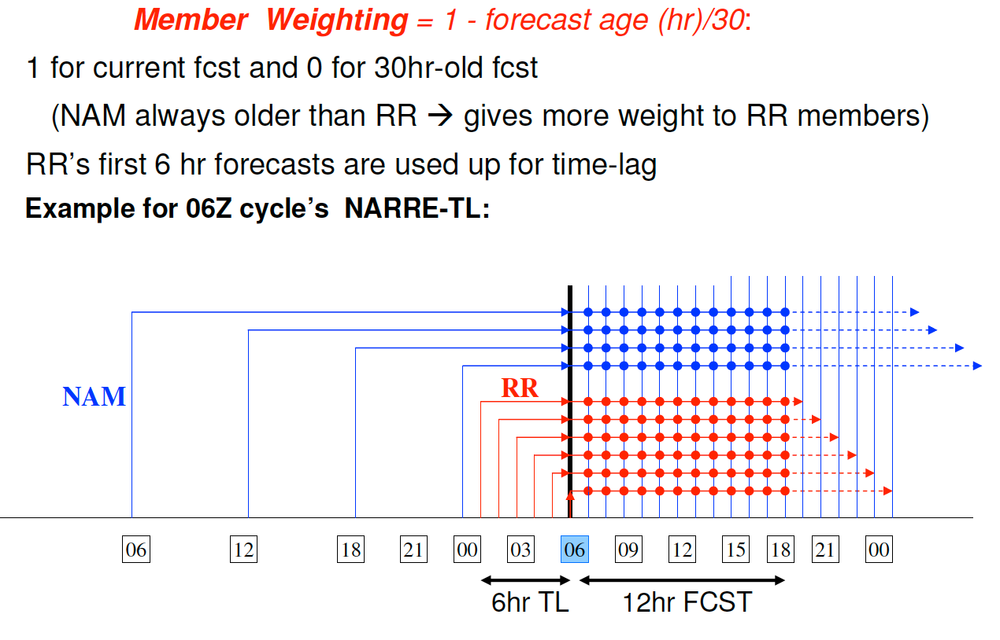 Member Weighting = 1 - forecast age (hr)/30:
1 for current fcst and 0 for 30hr-old fcst
(NAM always older than RR → gives more weight to RR members)
RR’s first 6 hr forecasts are used up for time-lag
Example for 06Z cycle’s NARRE-TL:
RR
NAM
06 12 18 21 00 03 06 09 12 15 18 21 00
6hr TL 12hr FCST